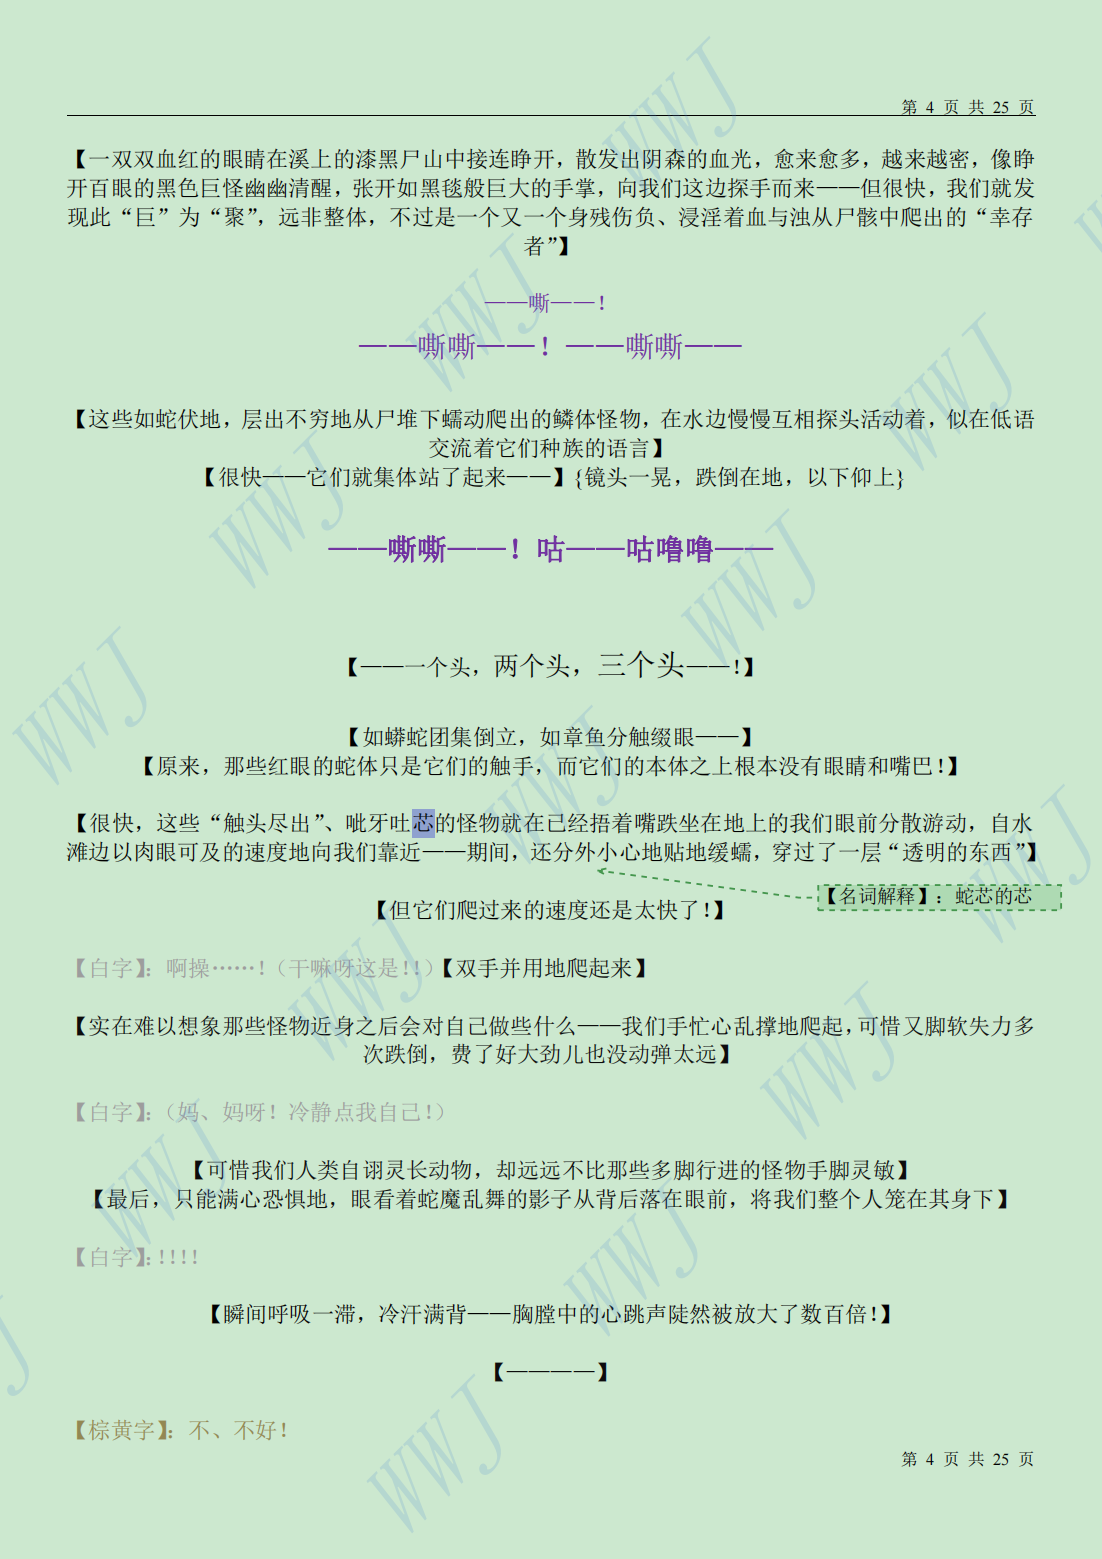 第 4 页 共 25 页
【一双双血红的眼睛在溪上的漆黑尸山中接连睁开，散发出阴森的血光，愈来愈多，越来越密，像睁
开百眼的黑色巨怪幽幽清醒，张开如黑毯般巨大的手掌，向我们这边探手而来——但很快，我们就发
现此“巨”为“聚”，远非整体，不过是一个又一个身残伤负、浸淫着血与浊从尸骸中爬出的“幸存
者”】
——嘶——！
——嘶嘶——！——嘶嘶——
【这些如蛇伏地，层出不穷地从尸堆下蠕动爬出的鳞体怪物，在水边慢慢互相探头活动着，似在低语
交流着它们种族的语言】
【很快——它们就集体站了起来——】{镜头一晃，跌倒在地，以下仰上}
——嘶嘶——！咕——咕噜噜——
【——一个头，两个头，三个头——！】
【如蟒蛇团集倒立，如章鱼分触缀眼——】
【原来，那些红眼的蛇体只是它们的触手，而它们的本体之上根本没有眼睛和嘴巴！】
【很快，这些“触头尽出”、呲牙吐芯的怪物就在已经捂着嘴跌坐在地上的我们眼前分散游动，自水
滩边以肉眼可及的速度地向我们靠近——期间，还分外小心地贴地缓蠕，穿过了一层“透明的东西”】
【名词解释】：蛇芯的芯
【但它们爬过来的速度还是太快了！】
【白字】：啊操……！（干嘛呀这是！！）【双手并用地爬起来】
【实在难以想象那些怪物近身之后会对自己做些什么——我们手忙心乱撑地爬起，可惜又脚软失力多
次跌倒，费了好大劲儿也没动弹太远】
【白字】：（妈、妈呀！冷静点我自己！）
【可惜我们人类自诩灵长动物，却远远不比那些多脚行进的怪物手脚灵敏】
【最后，只能满心恐惧地，眼看着蛇魔乱舞的影子从背后落在眼前，将我们整个人笼在其身下】
【白字】：！！！！
【瞬间呼吸一滞，冷汗满背——胸膛中的心跳声陡然被放大了数百倍！】
【————】
【棕黄字】：不、不好！
第 4 页 共 25 页
WWJ
WWJ
WWJ
WWJ
WWJ
WWJ
WWJ
WWJ
WWJ
WWJ
WWJ
WWJ
WWJ
WWJ